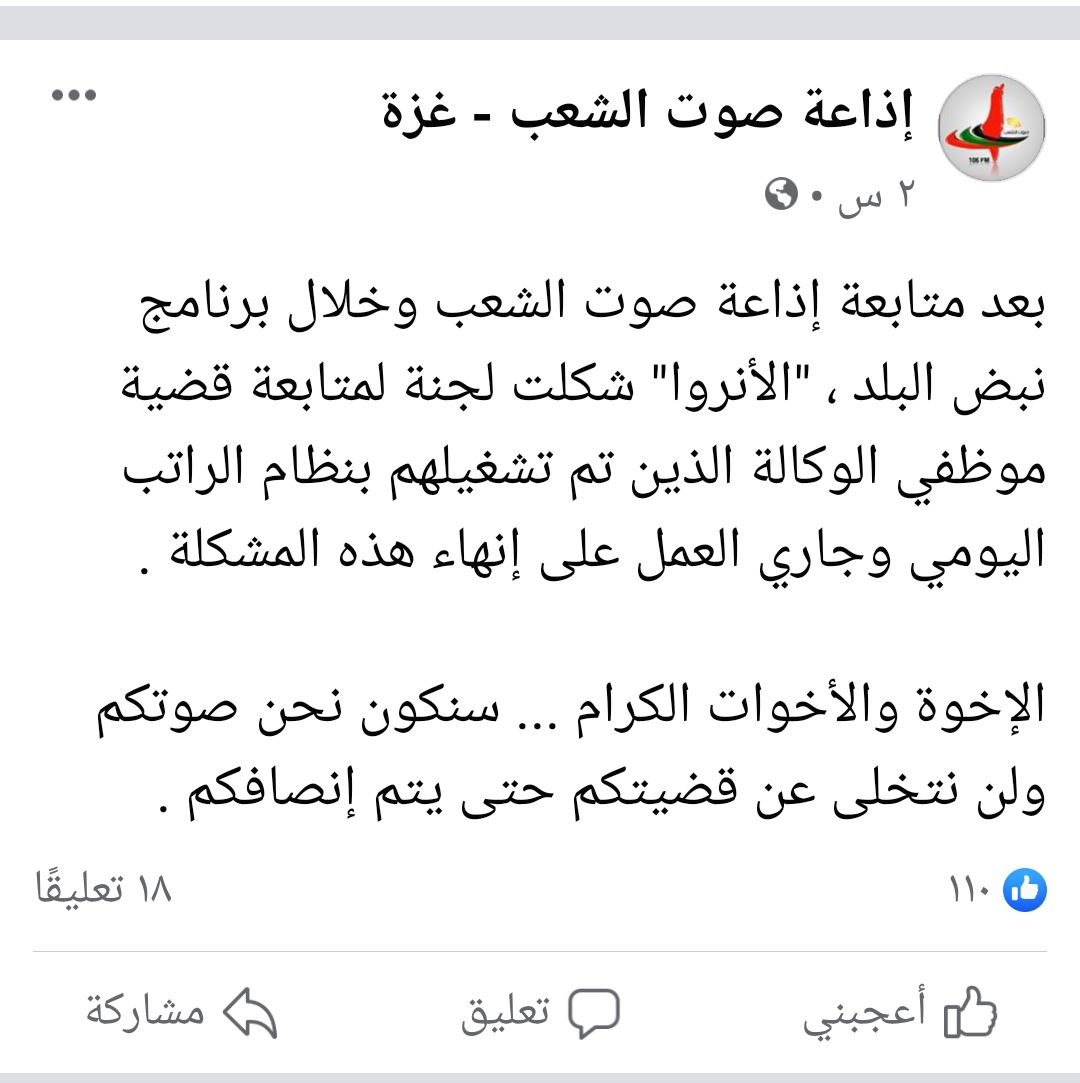 إذاعة صوت الشعب - غزة
106 FM
٢ س •
بعد متابعة إذاعة صوت الشعب وخلال برنامج
نبض البلد ، "الأنروا" شكلت لجنة لمتابعة قضية
موظفي الوكالة الذين تم تشغيلهم بنظام الراتب
اليومي وجاري العمل على إنهاء هذه المشكلة .
الإخوة والأخوات الكرام ... سنكون نحن صوتكم
ولن نتخلى عن قضيتكم حتى يتم إنصافكم .
١١٠
١٨ تعليقًا
أعجبني
تعليق
مشاركة